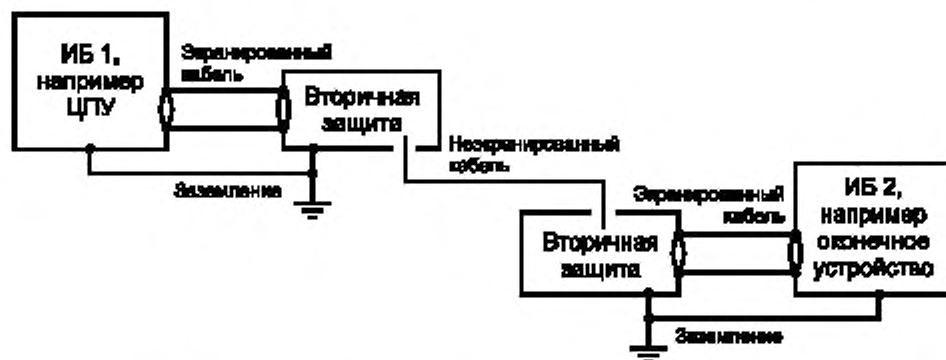 ИБ 1,
например
ЦПУ
Экранированный
кабель
Вторичная
защита
Неэкранированный
кабель
Заземление
Экранированный
кабель
ИБ 2,
например
оконечное
устройство
Вторичная
защита
Заземление